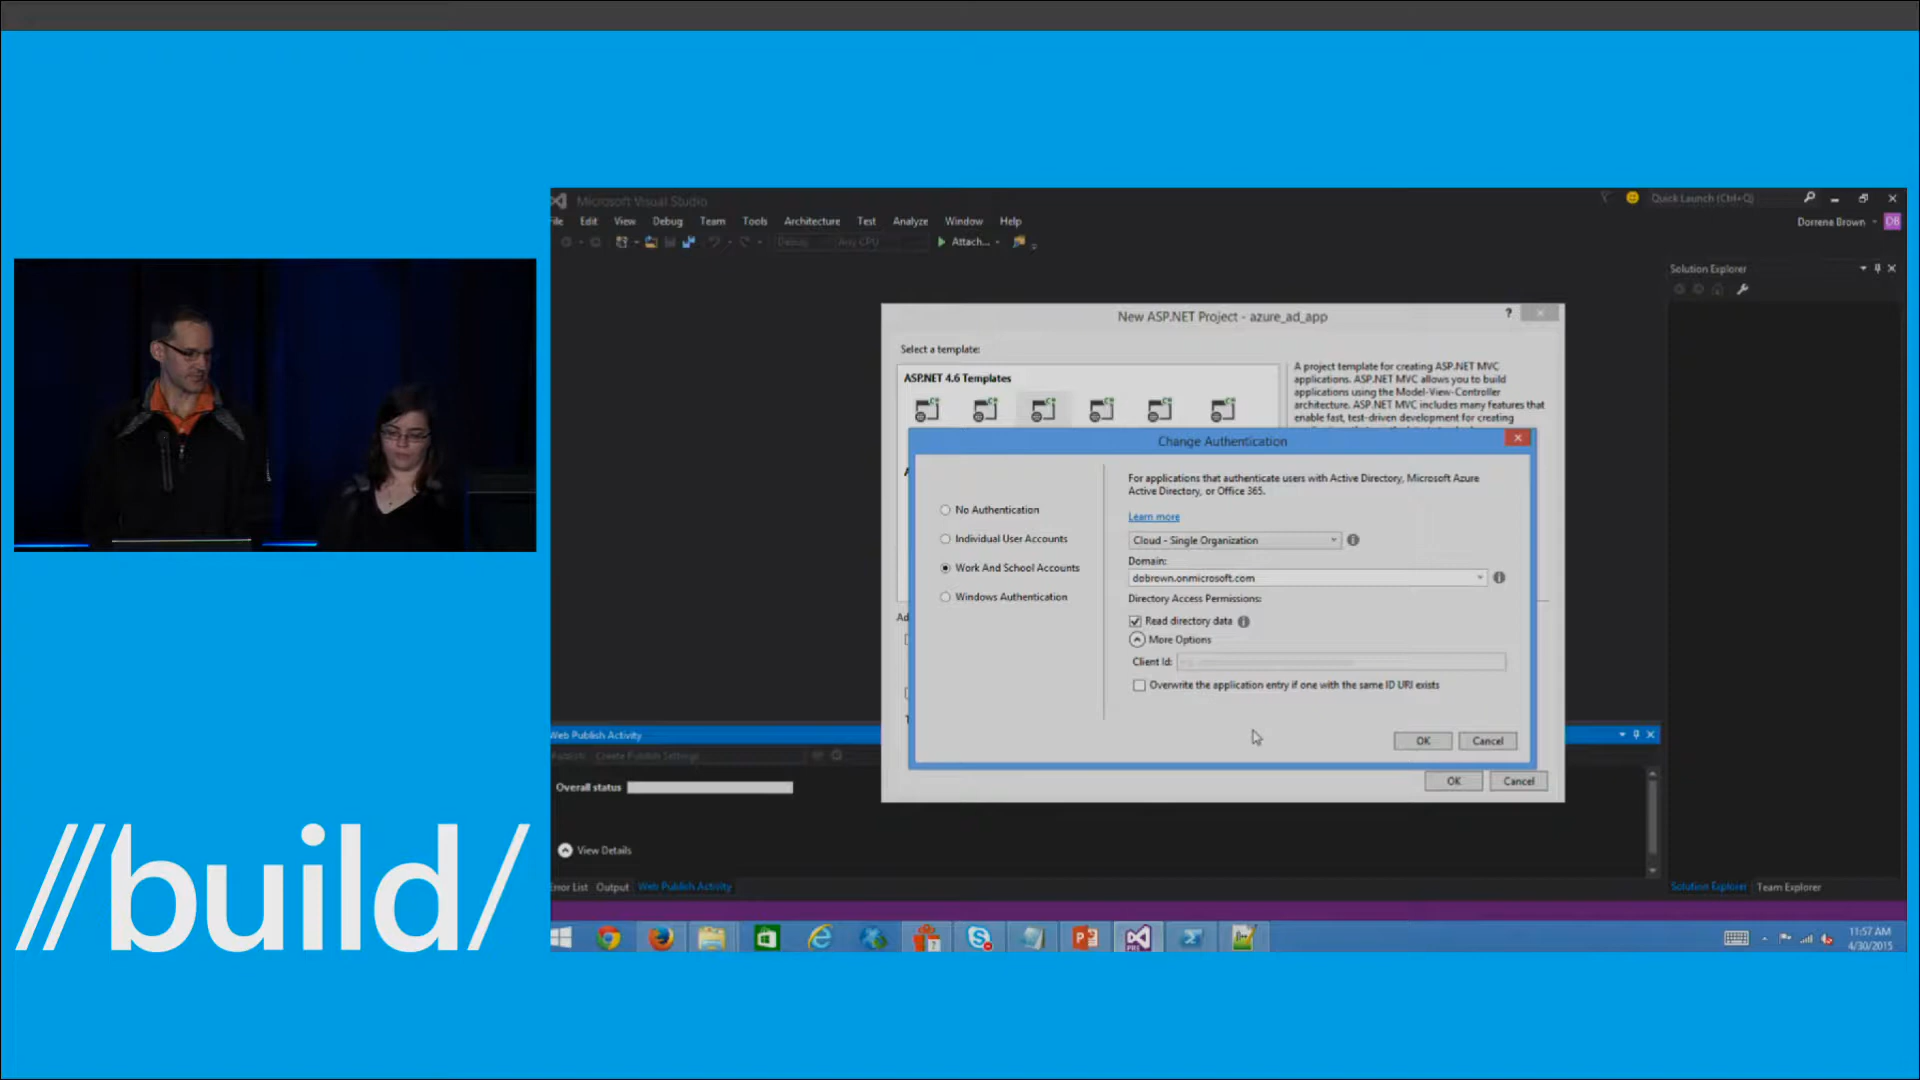 Microsoft Visual Studio
Quick Launch (Ctrl+Q)
File Edit View Debug Team Tools Architecture Test Analyze Window Help
Dorrene Brown
DB
Debug Any CPU Attach...
Solution Explorer
New ASP.NET Project - azure_ad_app
?
Select a template:
ASP.NET 4.6 Templates
A project template for creating ASP.NET MVC
applications. ASP.NET MVC allows you to build
applications using the Model-View-Controller
architecture. ASP.NET MVC includes many features that
enable fast, test-driven development for creating
Change Authentication
No Authentication
Individual User Accounts
Work And School Accounts
Windows Authentication
For applications that authenticate users with Active Directory, Microsoft Azure
Active Directory, or Office 365.
Learn more
Cloud - Single Organization
Domain:
dobrown.onmicrosoft.com
Directory Access Permissions:
Read directory data
More Options
Client Id:
Overwrite the application entry if one with the same ID URI exists
OK Cancel
OK Cancel
Web Publish Activity
Create Publish Settings
Overall status
View Details
Error List Output Web Publish Activity
Solution Explorer Team Explorer
11:57 AM
4/30/2015
//build/